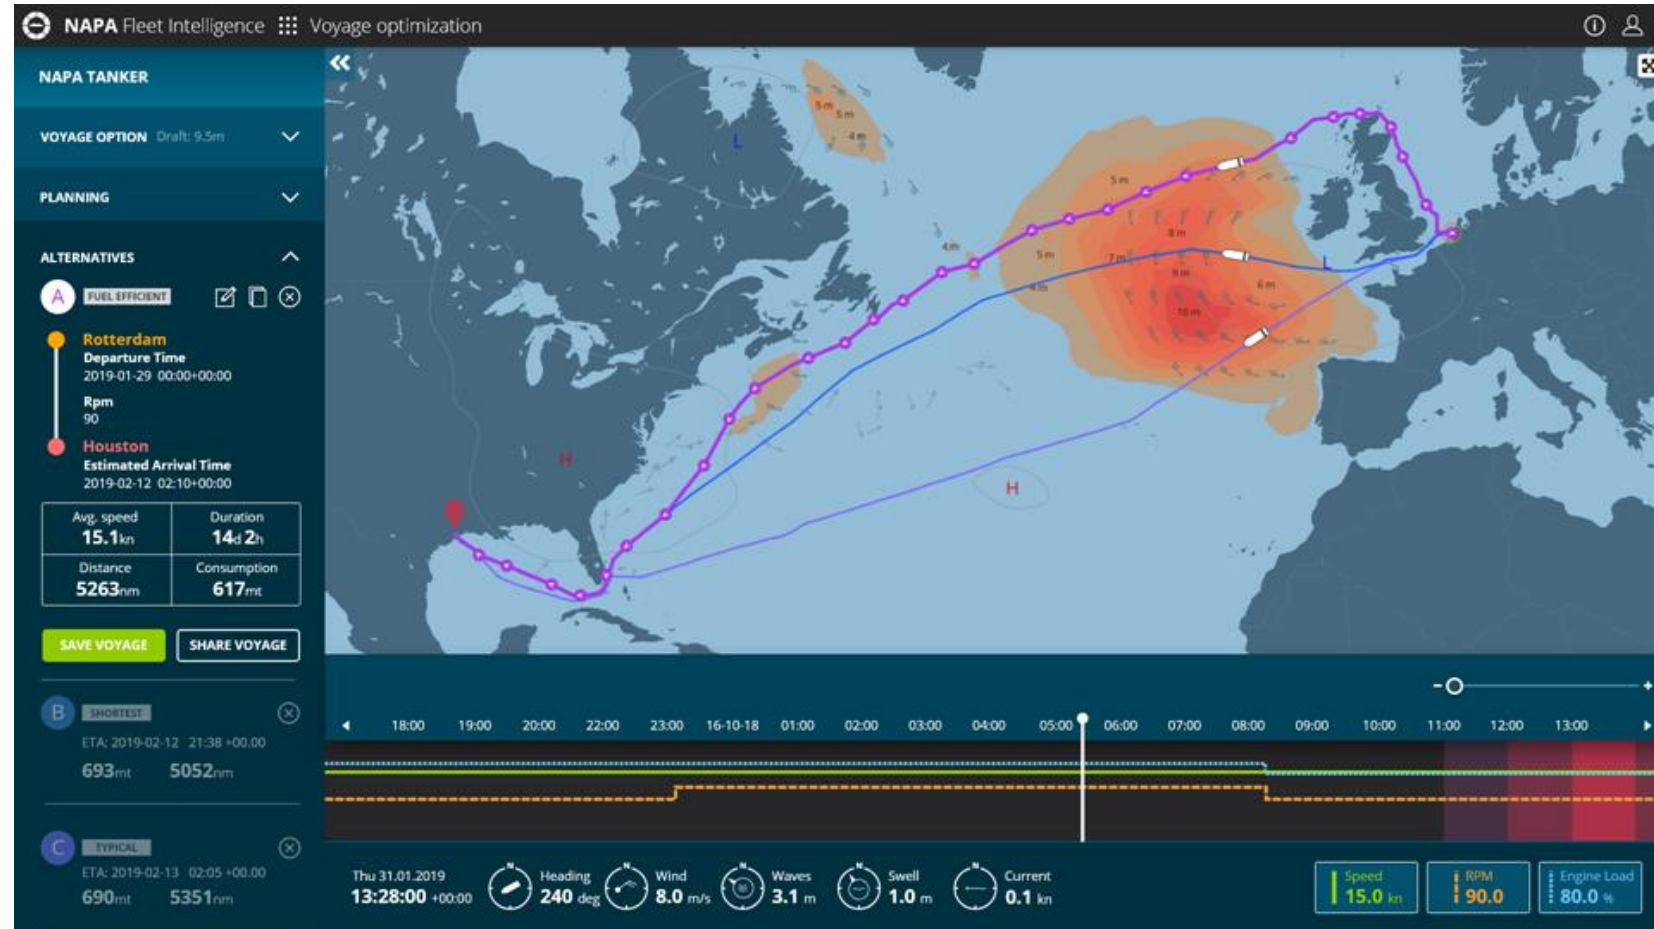 NAPA Fleet Intelligence Voyage optimization
NAPA TANKER
VOYAGE OPTION Draft: 9.5m
PLANNING
ALTERNATIVES
A FUEL EFFICIENT
Rotterdam
Departure Time
2019-01-29 00:00+00:00
Rpm
90
Houston
Estimated Arrival Time
2019-02-12 02:10+00:00
Avg. speed Duration
15.1kn 14d 2h
Distance Consumption
5263nm 617mt
SAVE VOYAGE SHARE VOYAGE
B SHORTEST
ETA: 2019-02-12 21:38 +00.00
693mt 5052nm
C TYPICAL
ETA: 2019-02-13 02:05 +00.00
690mt 5351nm
5m
5m
4m
L
5m
8m
4m
5m
7m
L
9m
6m
4m
10m
H
H
- +
18:00 19:00 20:00 22:00 23:00 16-10-18 01:00 02:00 03:00 04:00 05:00 06:00 07:00 08:00 09:00 10:00 11:00 12:00 13:00
Thu 31.01.2019
13:28:00 +00:00
N
Heading
240 deg
N
Wind
8.0 m/s
N
Waves
3.1 m
N
Swell
1.0 m
N
Current
0.1 kn
Speed
15.0 kn
RPM
90.0
Engine Load
80.0 %